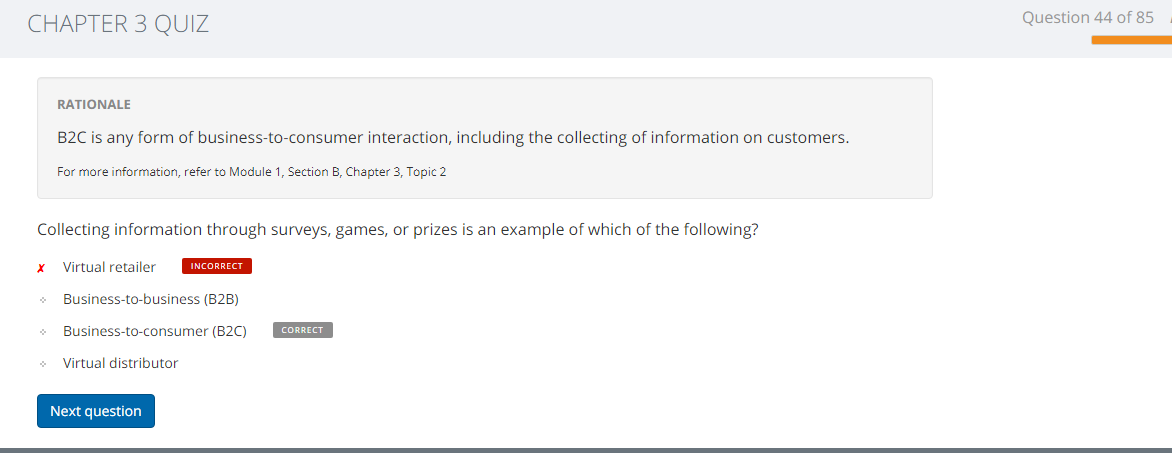 CHAPTER 3 QUIZ
Question 44 of 85
RATIONALE
B2C is any form of business-to-consumer interaction, including the collecting of information on customers.
For more information, refer to Module 1, Section B, Chapter 3, Topic 2
Collecting information through surveys, games, or prizes is an example of which of the following?
✗ Virtual retailer INCORRECT
Business-to-business (B2B)
Business-to-consumer (B2C) CORRECT
Virtual distributor
Next question